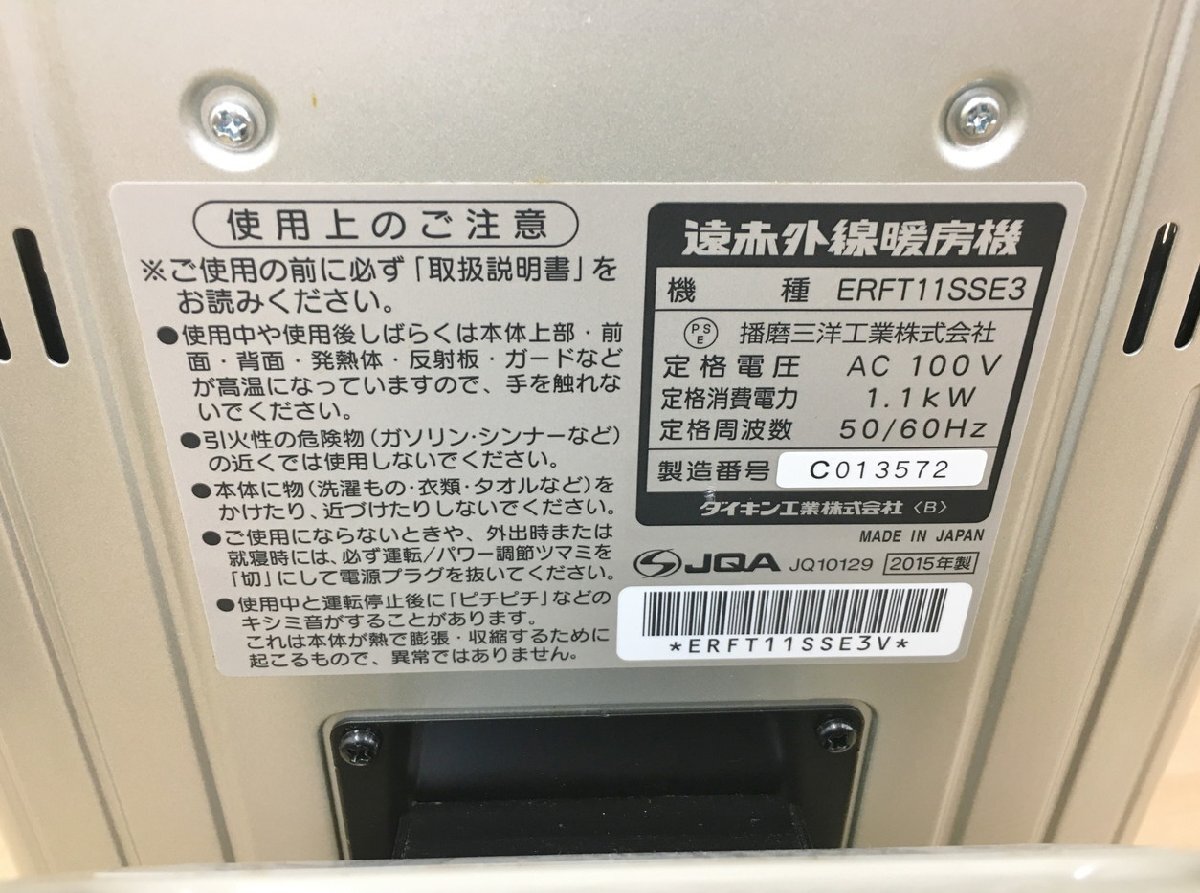 使用上のご注意
※ご使用の前に必ず「取扱説明書」を
お読みください。
●使用中や使用後しばらくは本体上部・前
面・背面・発熱体・反射板・ガードなど
が高温になっていますので、手を触れな
いでください。
●引火性の危険物(ガソリン・シンナーなど)
の近くでは使用しないでください。
●本体に物(洗濯もの・衣類・タオルなど)を
かけたり、近づけたりしないでください。
●ご使用にならないときや、外出時または
就寝時には、必ず運転/パワー調節ツマミを
「切」にして電源プラグを抜いてください。
●使用中と運転停止後に「ピチピチ」などの
キシミ音がすることがあります。
これは本体が熱で膨張・収縮するために
起こるもので、異常ではありません。
遠赤外線暖房機
機種 ERFT11SSE3
PSE 播磨三洋工業株式会社
定格電圧 AC 100V
定格消費電力 1.1kW
定格周波数 50/60Hz
製造番号 C013572
ダイキン工業株式会社〈B〉
MADE IN JAPAN
JQA JQ10129 2015年製
*ERFT11SSE3V*